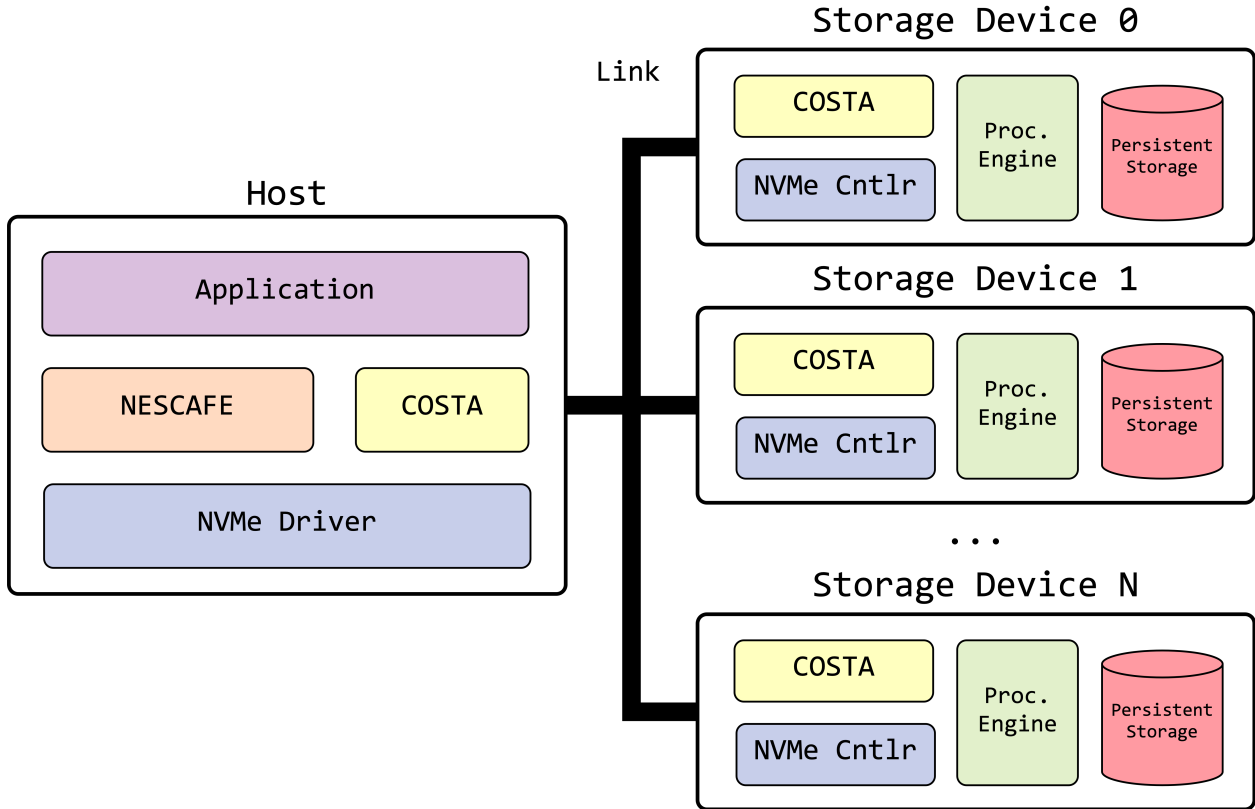 Host
Application
NESCAFE
COSTA
NVMe Driver
Link
Storage Device 0
COSTA
NVMe Cntlr
Proc.
Engine
Persistent
Storage
Storage Device 1
COSTA
NVMe Cntlr
Proc.
Engine
Persistent
Storage
...
Storage Device N
COSTA
NVMe Cntlr
Proc.
Engine
Persistent
Storage